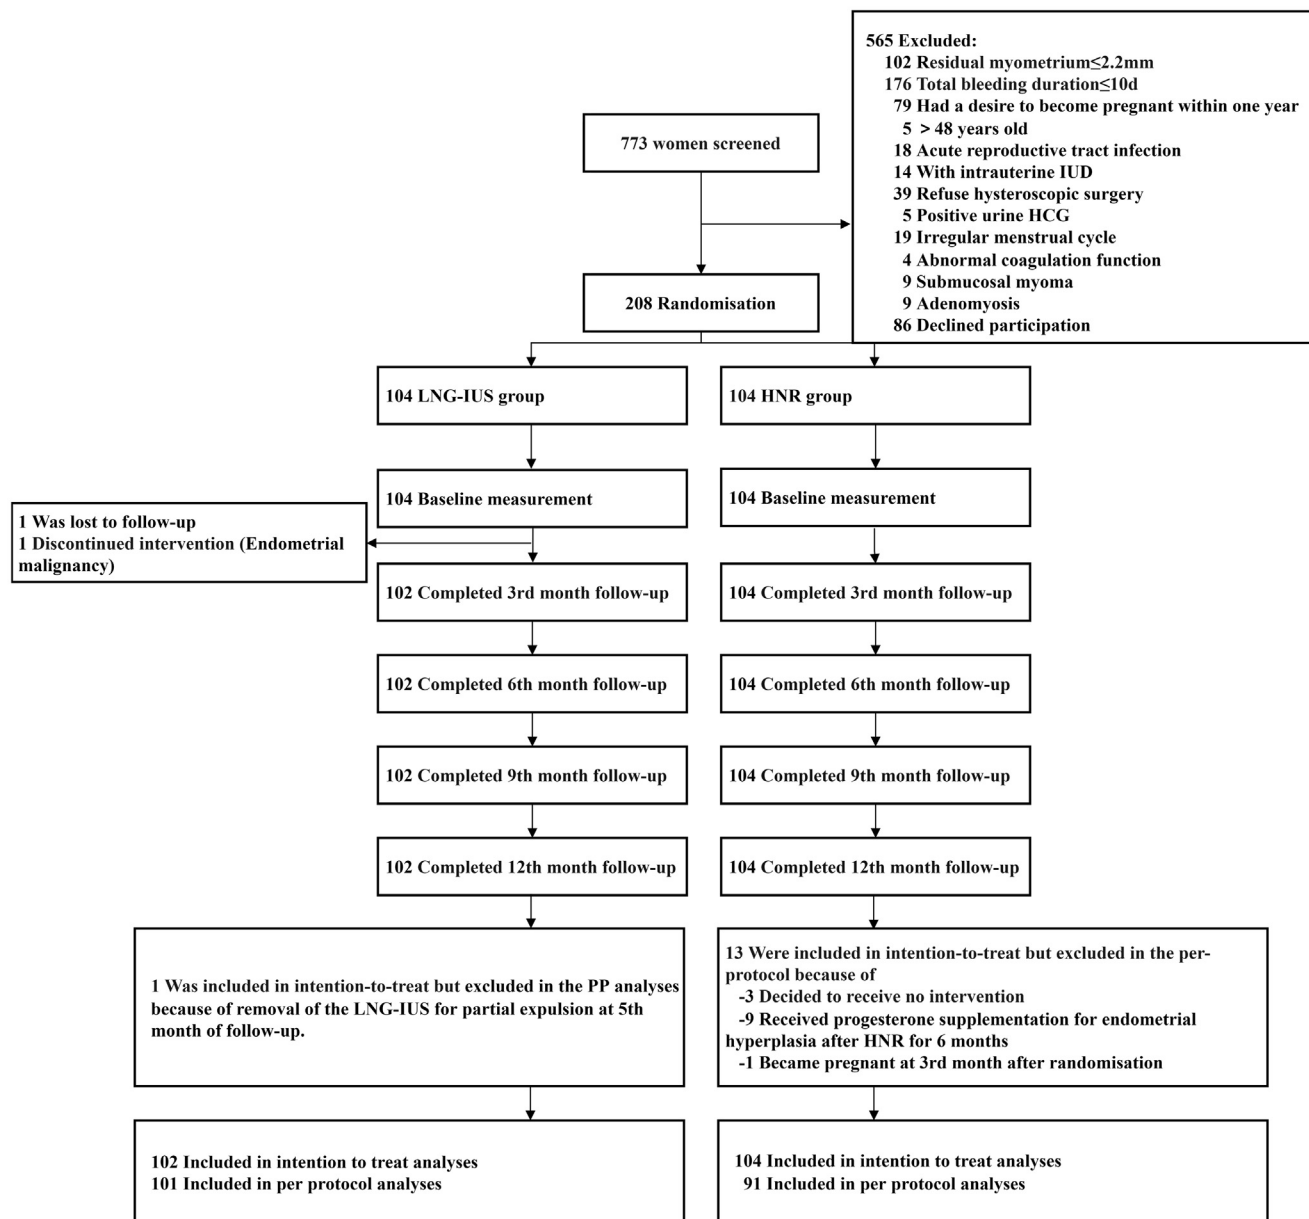 773 women screened
565 Excluded:
102 Residual myometrium≤2.2mm
176 Total bleeding duration≤10d
79 Had a desire to become pregnant within one year
5 > 48 years old
18 Acute reproductive tract infection
14 With intrauterine IUD
39 Refuse hysteroscopic surgery
5 Positive urine HCG
19 Irregular menstrual cycle
4 Abnormal coagulation function
9 Submucosal myoma
9 Adenomyosis
86 Declined participation
208 Randomisation
104 LNG-IUS group
104 HNR group
104 Baseline measurement
104 Baseline measurement
1 Was lost to follow-up
1 Discontinued intervention (Endometrial
malignancy)
102 Completed 3rd month follow-up
104 Completed 3rd month follow-up
102 Completed 6th month follow-up
104 Completed 6th month follow-up
102 Completed 9th month follow-up
104 Completed 9th month follow-up
102 Completed 12th month follow-up
104 Completed 12th month follow-up
1 Was included in intention-to-treat but excluded in the PP analyses
because of removal of the LNG-IUS for partial expulsion at 5th
month of follow-up.
13 Were included in intention-to-treat but excluded in the per-
protocol because of
-3 Decided to receive no intervention
-9 Received progesterone supplementation for endometrial
hyperplasia after HNR for 6 months
-1 Became pregnant at 3rd month after randomisation
102 Included in intention to treat analyses
101 Included in per protocol analyses
104 Included in intention to treat analyses
91 Included in per protocol analyses